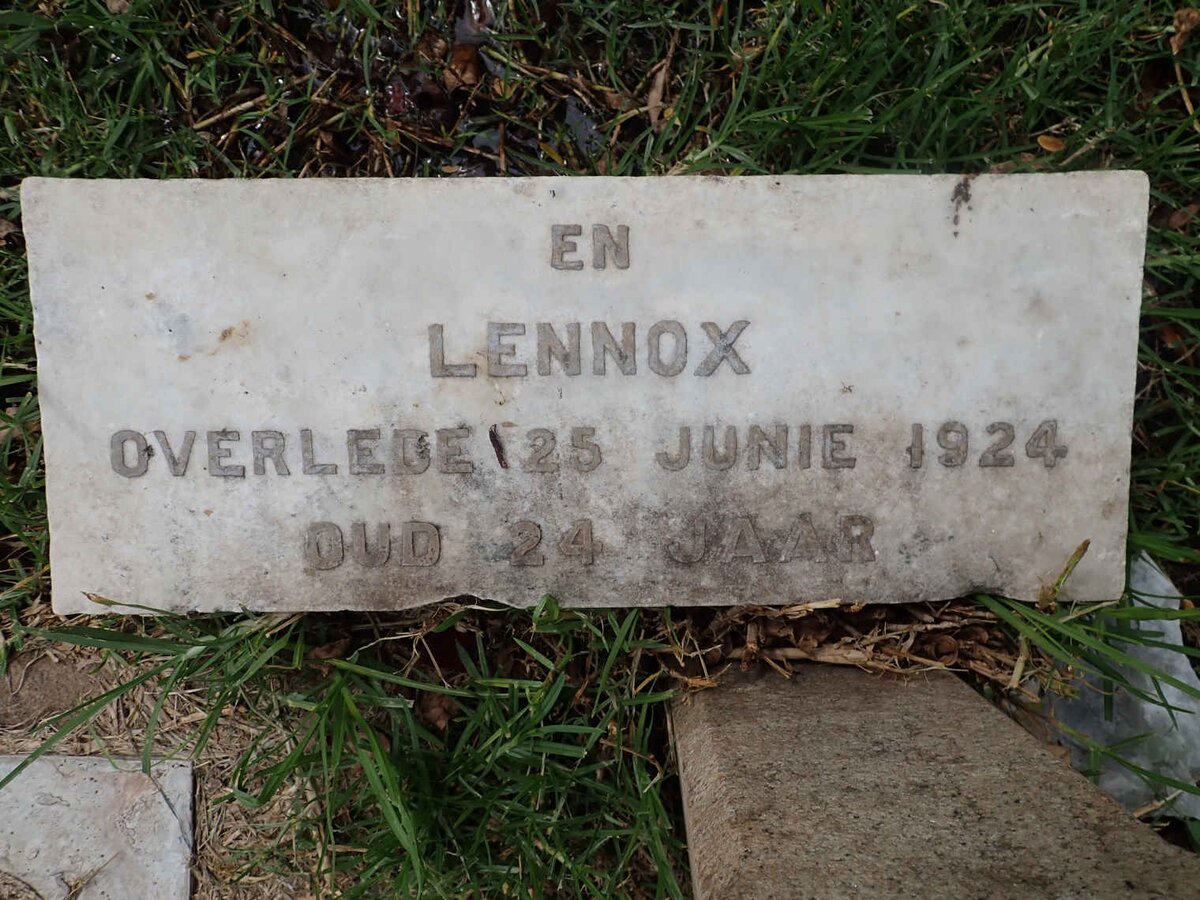 EN
LENNOX
OVERLEDE 25 JUNIE 1924
OUD 24 JAAR